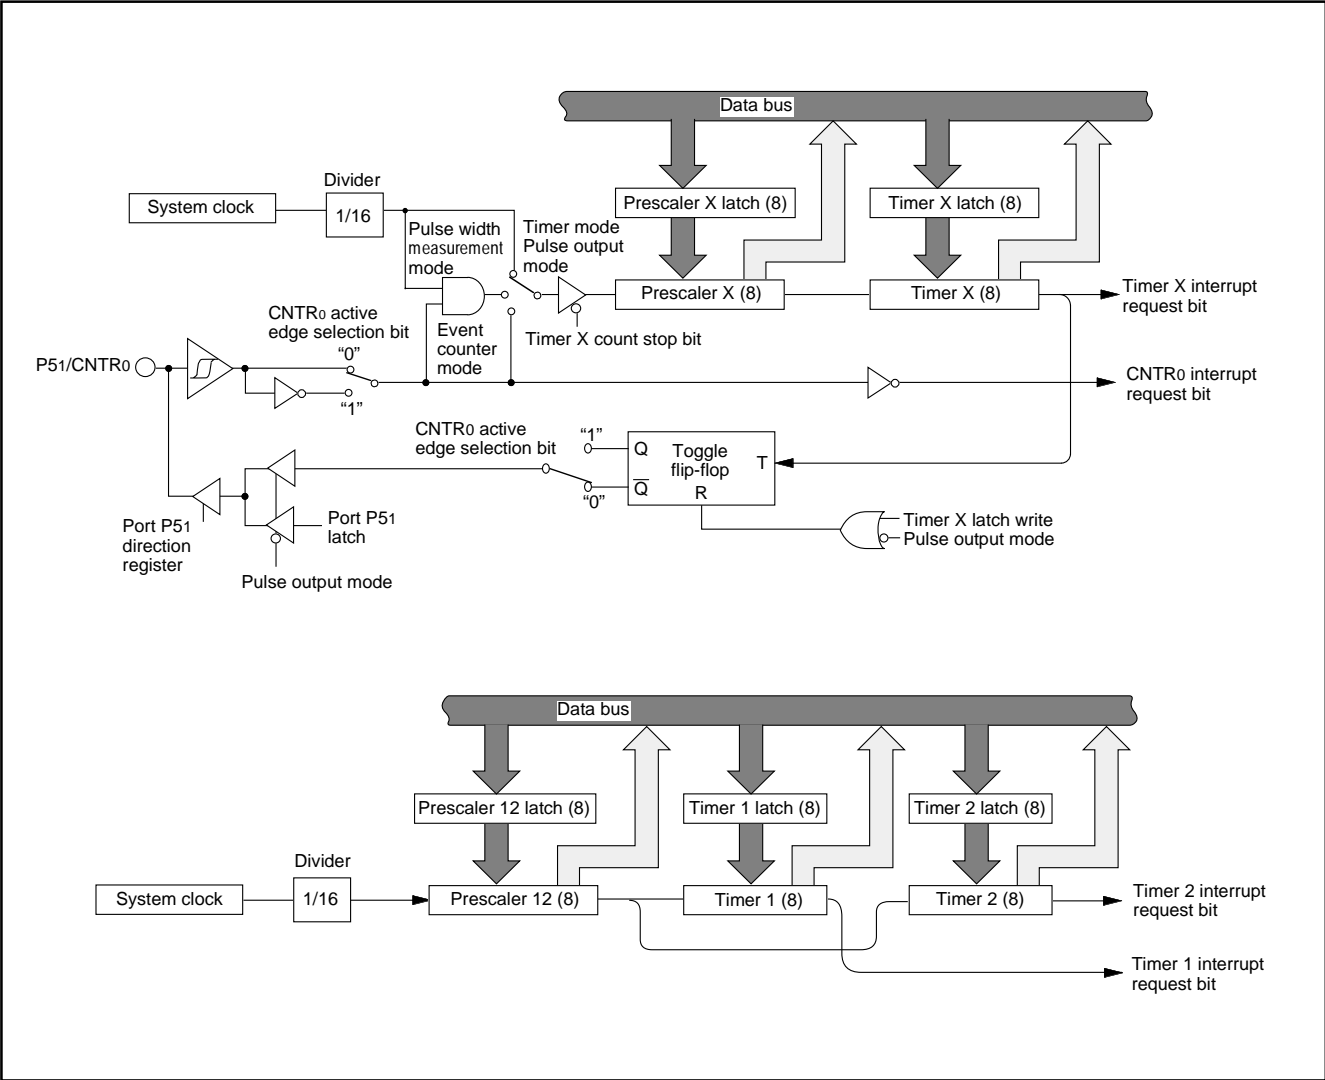 Data bus
Divider
System clock
1/16
Pulse width
measurement
mode
Timer mode
Pulse output
mode
Prescaler X latch (8)
Timer X latch (8)
Prescaler X (8)
Timer X (8)
Timer X interrupt
request bit
CNTR0 active
edge selection bit
"0"
Event
counter
mode
Timer X count stop bit
P51/CNTR0
"1"
CNTR0 interrupt
request bit
CNTR0 active
edge selection bit
"1"
Q
Toggle
flip-flop
T
Q̅
R
"0"
Port P51
direction
register
Port P51
latch
Timer X latch write
Pulse output mode
Pulse output mode
Data bus
Prescaler 12 latch (8)
Timer 1 latch (8)
Timer 2 latch (8)
Divider
System clock
1/16
Prescaler 12 (8)
Timer 1 (8)
Timer 2 (8)
Timer 2 interrupt
request bit
Timer 1 interrupt
request bit